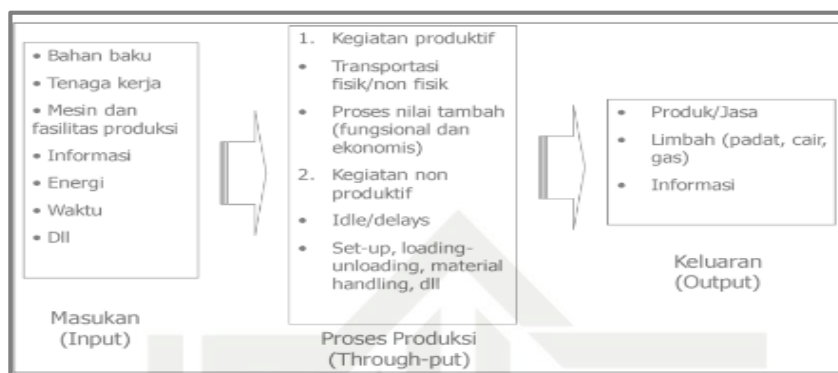 • Bahan baku
• Tenaga kerja
• Mesin dan
fasilitas produksi
• Informasi
• Energi
• Waktu
• Dll
Masukan
(Input)
1. Kegiatan produktif
• Transportasi
fisik/non fisik
• Proses nilai tambah
(fungsional dan
ekonomis)
2. Kegiatan non
produktif
• Idle/delays
• Set-up, loading-
unloading, material
handling, dll
Proses Produksi
(Through-put)
• Produk/Jasa
• Limbah (padat, cair,
gas)
• Informasi
Keluaran
(Output)